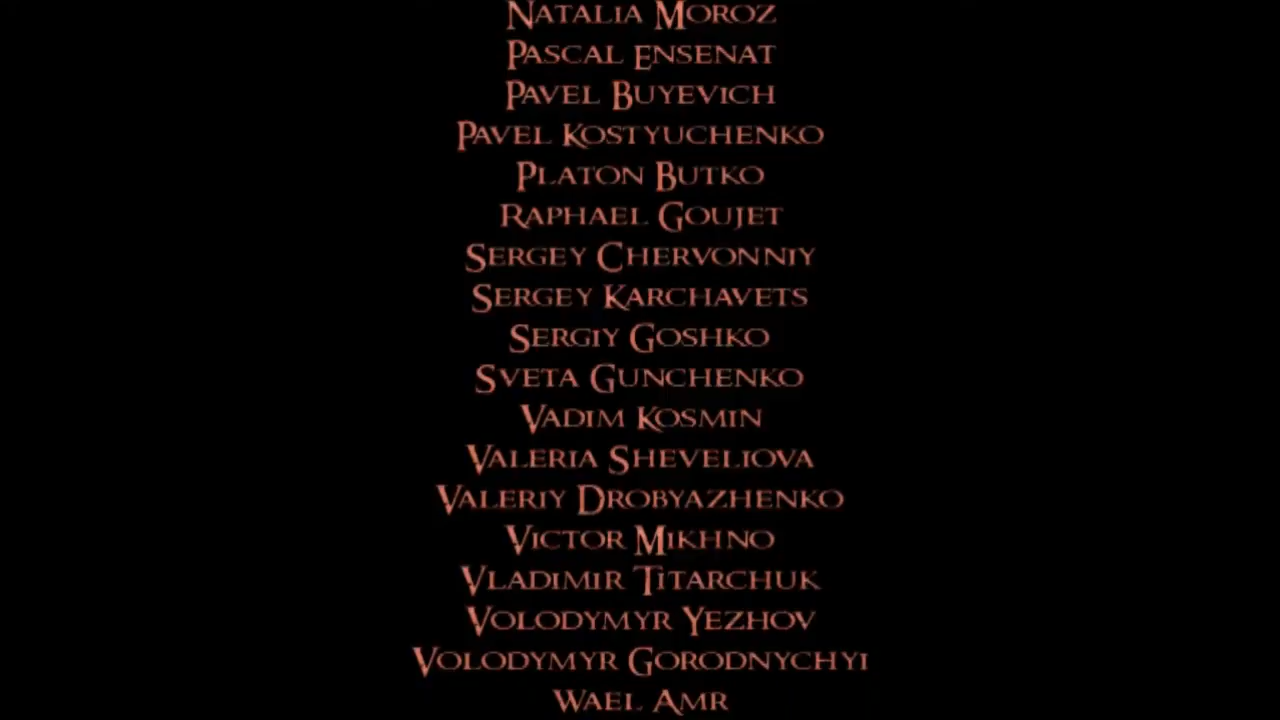 Natalia Moroz
Pascal Ensenat
Pavel Buyevich
Pavel Kostyuchenko
Platon Butko
Raphael Goujet
Sergey Chervonniy
Sergey Karchavets
Sergiy Goshko
Sveta Gunchenko
Vadim Kosmin
Valeria Sheveliova
Valeriy Drobyazhenko
Victor Mikhno
Vladimir Titarchuk
Volodymyr Yezhov
Volodymyr Gorodnychyi
Wael Amr